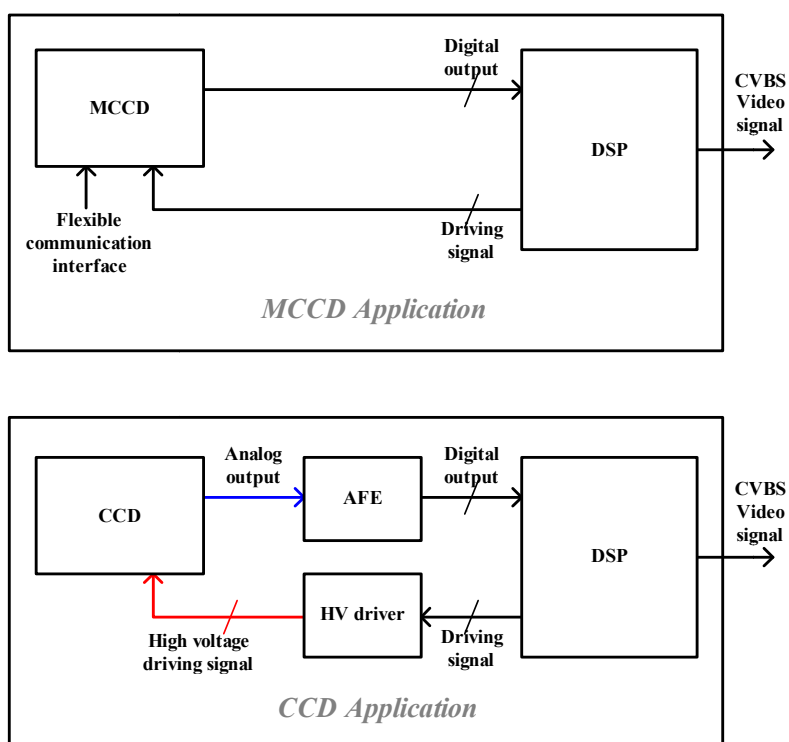 Digital
output
CVBS
Video
signal
MCCD
DSP
Flexible
communication
interface
Driving
signal
MCCD Application
Analog
output
Digital
output
CVBS
Video
signal
CCD
AFE
DSP
HV driver
High voltage
driving signal
Driving
signal
CCD Application